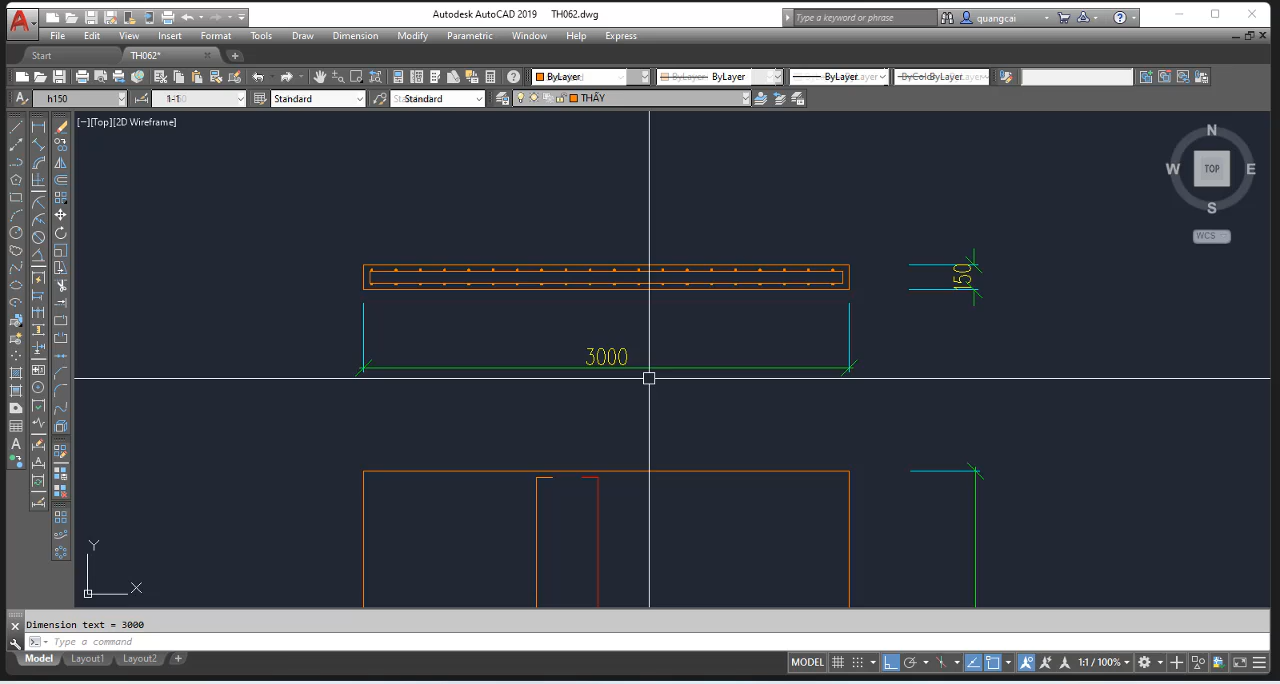 Autodesk AutoCAD 2019 TH062.dwg
Type a keyword or phrase
quangcai
File Edit View Insert Format Tools Draw Dimension Modify Parametric Window Help Express
Start TH062*
ByLayer ByLayer ByLayer ByColor
h150 1-1 Standard Standard THẤY
[−][Top][2D Wireframe]
N
W TOP E
S
WCS
150
3000
Y
X
Dimension text = 3000
Type a command
Model Layout1 Layout2
MODEL 1:1 / 100%